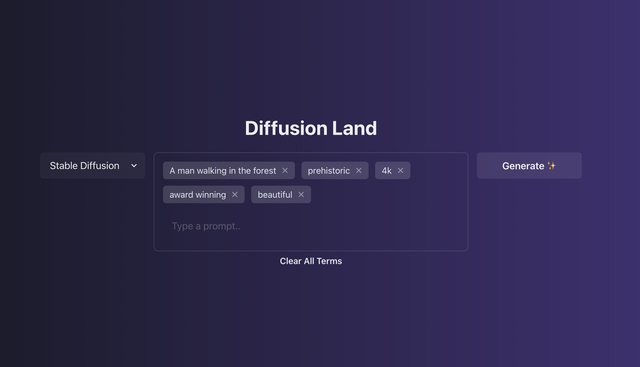 Diffusion Land
Stable Diffusion
A man walking in the forest
prehistoric
4k
award winning
beautiful
Type a prompt..
Generate ✨
Clear All Terms